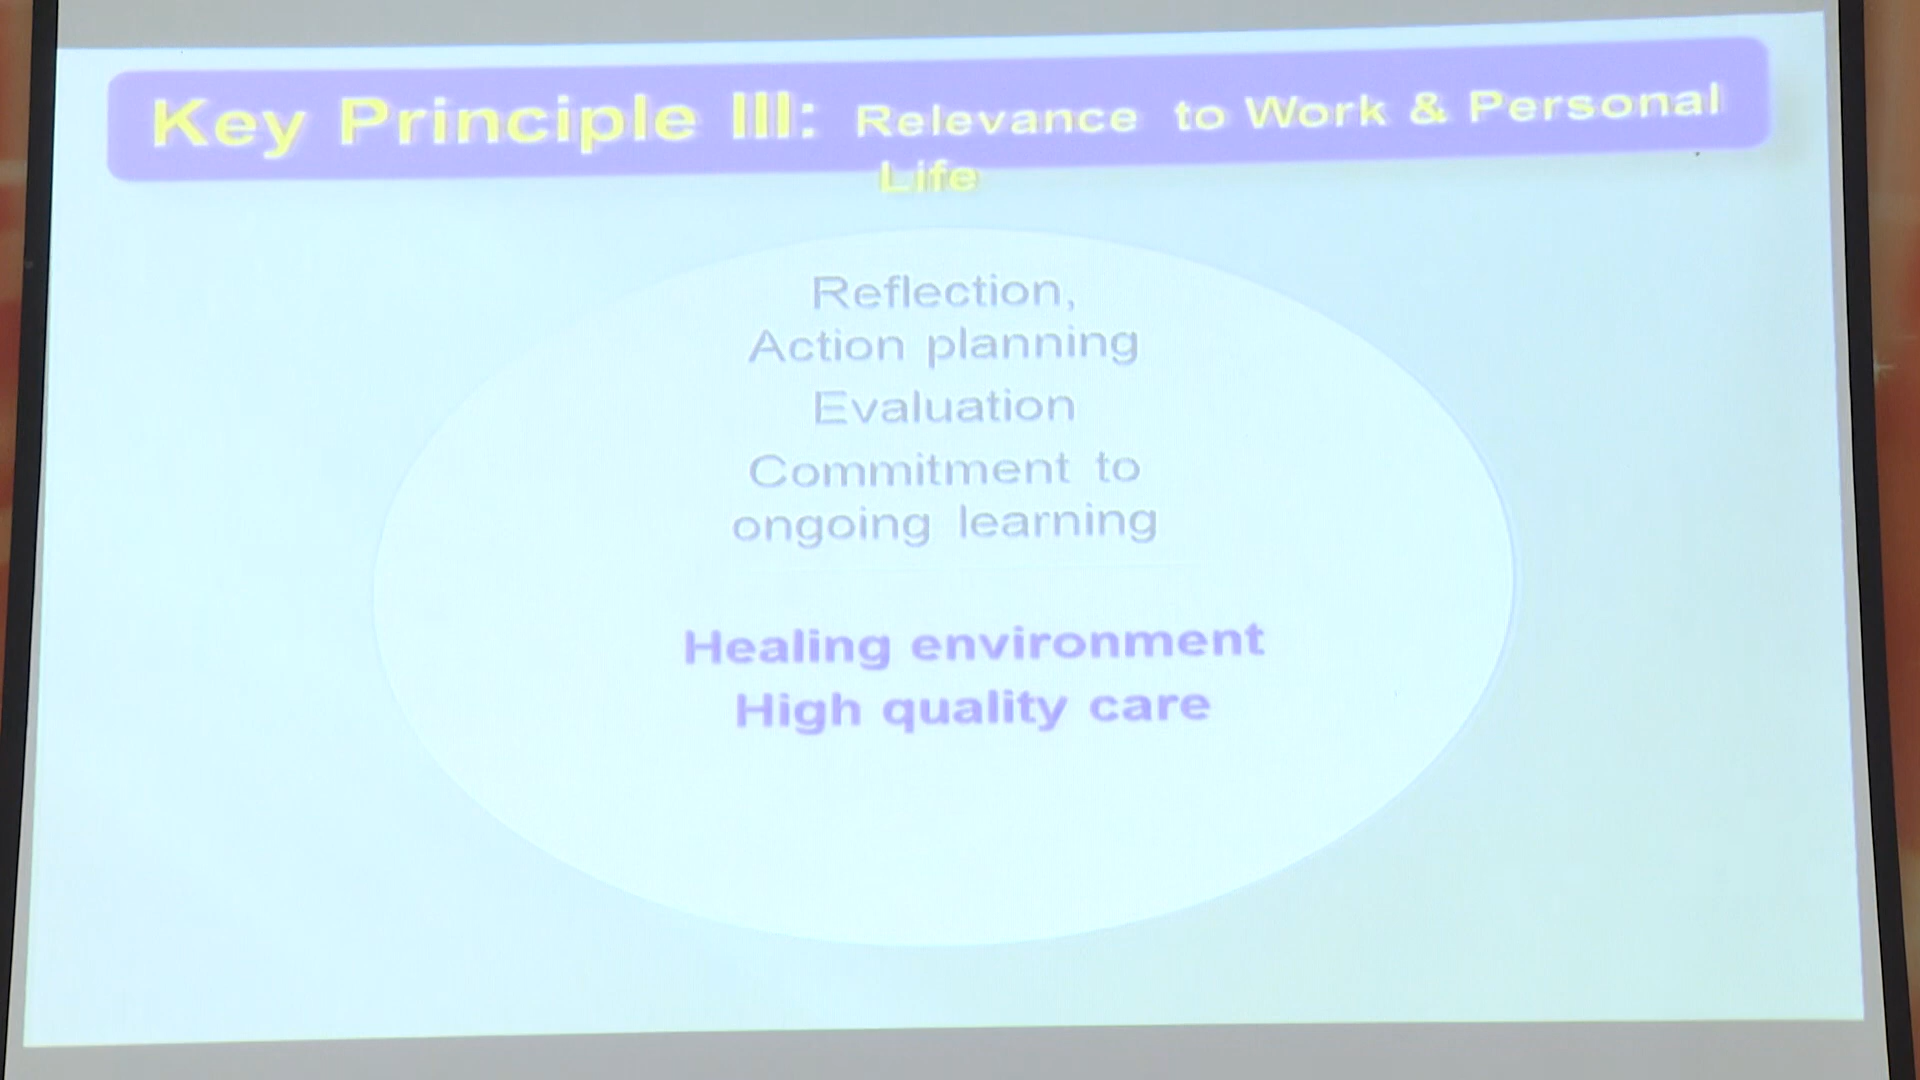 Key Principle III: Relevance to Work & Personal
Life
Reflection,
Action planning
Evaluation
Commitment to
ongoing learning
Healing environment
High quality care